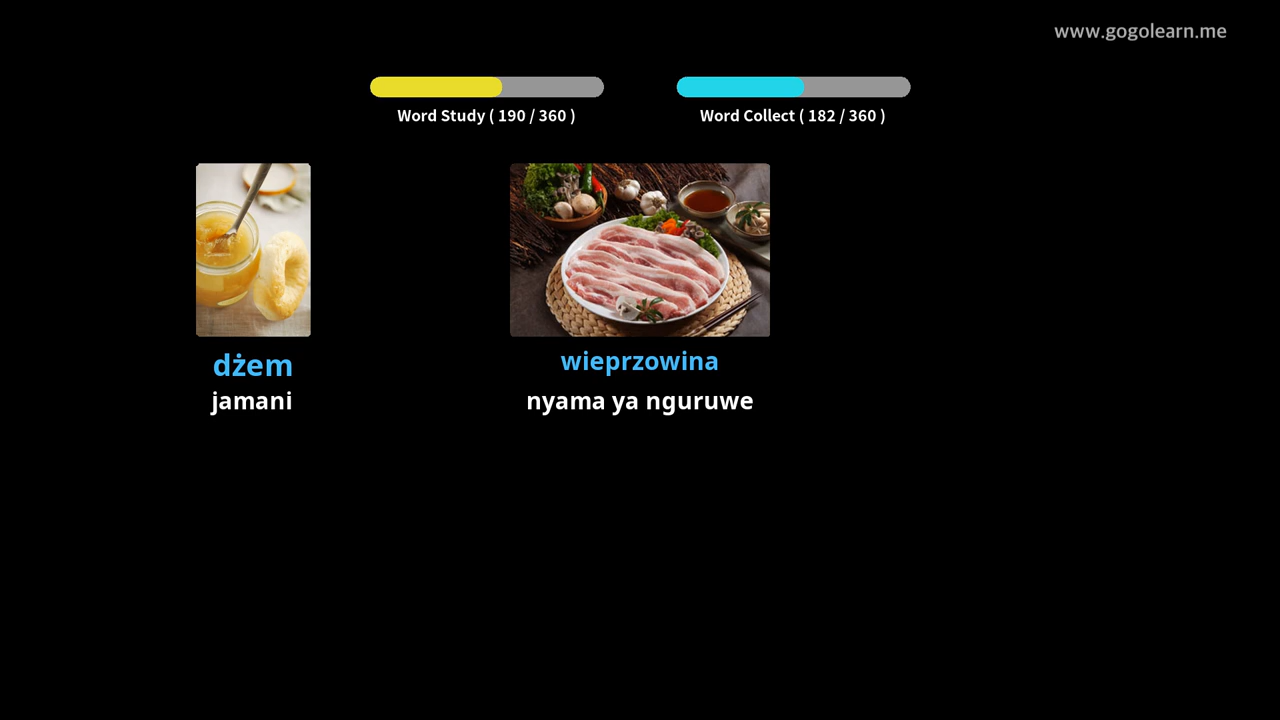 www.gogolearn.me
Word Study ( 190 / 360 )
Word Collect ( 182 / 360 )
dżem
jamani
wieprzowina
nyama ya nguruwe